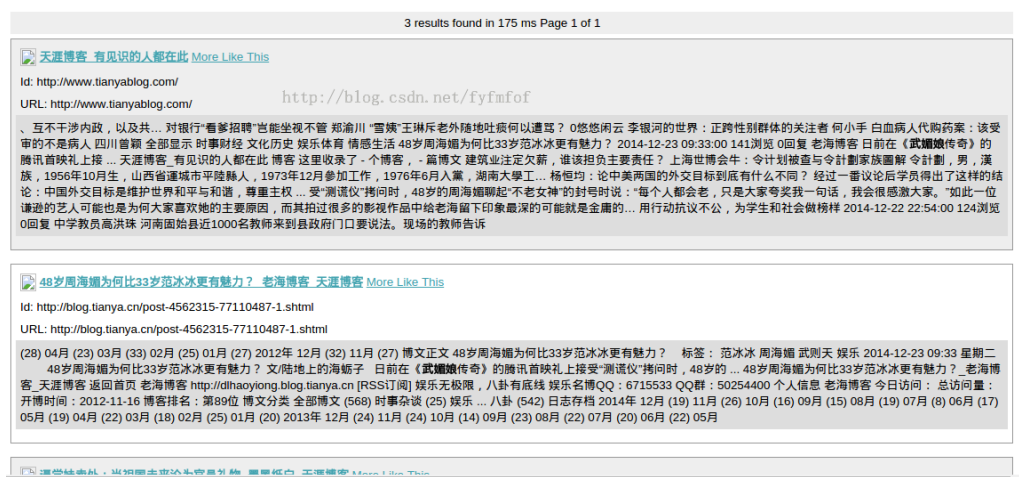 3 results found in 175 ms Page 1 of 1
天涯博客_有见识的人都在此 More Like This
Id: http://www.tianyablog.com/
http://blog.csdn.net/fyfmfof
URL: http://www.tianyablog.com/
、互不干涉内政，以及共... 对银行“看爹招聘”岂能坐视不管 郑渝川 “雪姨”王琳斥老外随地吐痰何以遭骂？ 0悠悠闲云 李银河的世界：正跨性别群体的关注者 何小手 白血病人代购药案：该受
审的不是病人 四川曾颖 全部显示 时事财经 文化历史 娱乐体育 情感生活 48岁周海媚为何比33岁范冰冰更有魅力？ 2014-12-23 09:33:00 141浏览 0回复 老海博客 日前在《武媚娘传奇》的
腾讯首映礼上接 ... 天涯博客_有见识的人都在此 博客 这里收录了 - 个博客， - 篇博文 建筑业注定欠薪，谁该担负主要责任？ 上海世博会牛：令计划被查与令計劃家族圖解 令計劃，男，漢
族，1956年10月生，山西省運城市平陸縣人，1973年12月參加工作，1976年6月入黨，湖南大學工... 杨恒均：论中美两国的外交目标到底有什么不同？ 经过一番议论后学员得出了这样的结
论：中国外交目标是维护世界和平与和谐，尊重主权 ... 受“测谎仪”拷问时，48岁的周海媚聊起“不老女神”的封号时说：“每个人都会老，只是大家夸奖我一句话，我会很感激大家。”如此一位
谦逊的艺人可能也是为何大家喜欢她的主要原因，而其拍过很多的影视作品中给老海留下印象最深的可能就是金庸的... 用行动抗议不公，为学生和社会做榜样 2014-12-22 22:54:00 124浏览
0回复 中学教员高洪珠 河南固始县近1000名教师来到县政府门口要说法。现场的教师告诉
48岁周海媚为何比33岁范冰冰更有魅力？_老海博客_天涯博客 More Like This
Id: http://blog.tianya.cn/post-4562315-77110487-1.shtml
URL: http://blog.tianya.cn/post-4562315-77110487-1.shtml
(28) 04月 (23) 03月 (33) 02月 (25) 01月 (27) 2012年 12月 (32) 11月 (27) 博文正文 48岁周海媚为何比33岁范冰冰更有魅力？ 标签： 范冰冰 周海媚 武则天 娱乐 2014-12-23 09:33 星期二
48岁周海媚为何比33岁范冰冰更有魅力？ 文/陆地上的海蛎子 日前在《武媚娘传奇》的腾讯首映礼上接受“测谎仪”拷问时，48岁的 ... 48岁周海媚为何比33岁范冰冰更有魅力？_老海博
客_天涯博客 返回首页 老海博客 http://dlhaoyiong.blog.tianya.cn [RSS订阅] 娱乐无极限，八卦有底线 娱乐名博QQ：6715533 QQ群：50254400 个人信息 老海博客 今日访问： 总访问量：
开博时间：2012-11-16 博客排名：第89位 博文分类 全部博文 (568) 时事杂谈 (25) 娱乐 ... 八卦 (542) 日志存档 2014年 12月 (19) 11月 (26) 10月 (16) 09月 (15) 08月 (19) 07月 (8) 06月 (17)
05月 (19) 04月 (22) 03月 (18) 02月 (25) 01月 (20) 2013年 12月 (24) 11月 (24) 10月 (14) 09月 (23) 08月 (22) 07月 (20) 06月 (22) 05月
天涯博客 More Like This